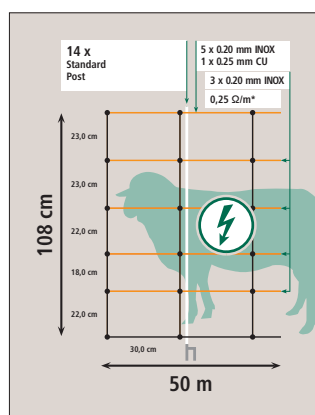 14 x
Standard
Post
5 x 0.20 mm INOX
1 x 0.25 mm CU
3 x 0.20 mm INOX
0,25 Ω/m*
108 cm
23,0 cm
23,0 cm
22,0 cm
18,0 cm
22,0 cm
30,0 cm
50 m